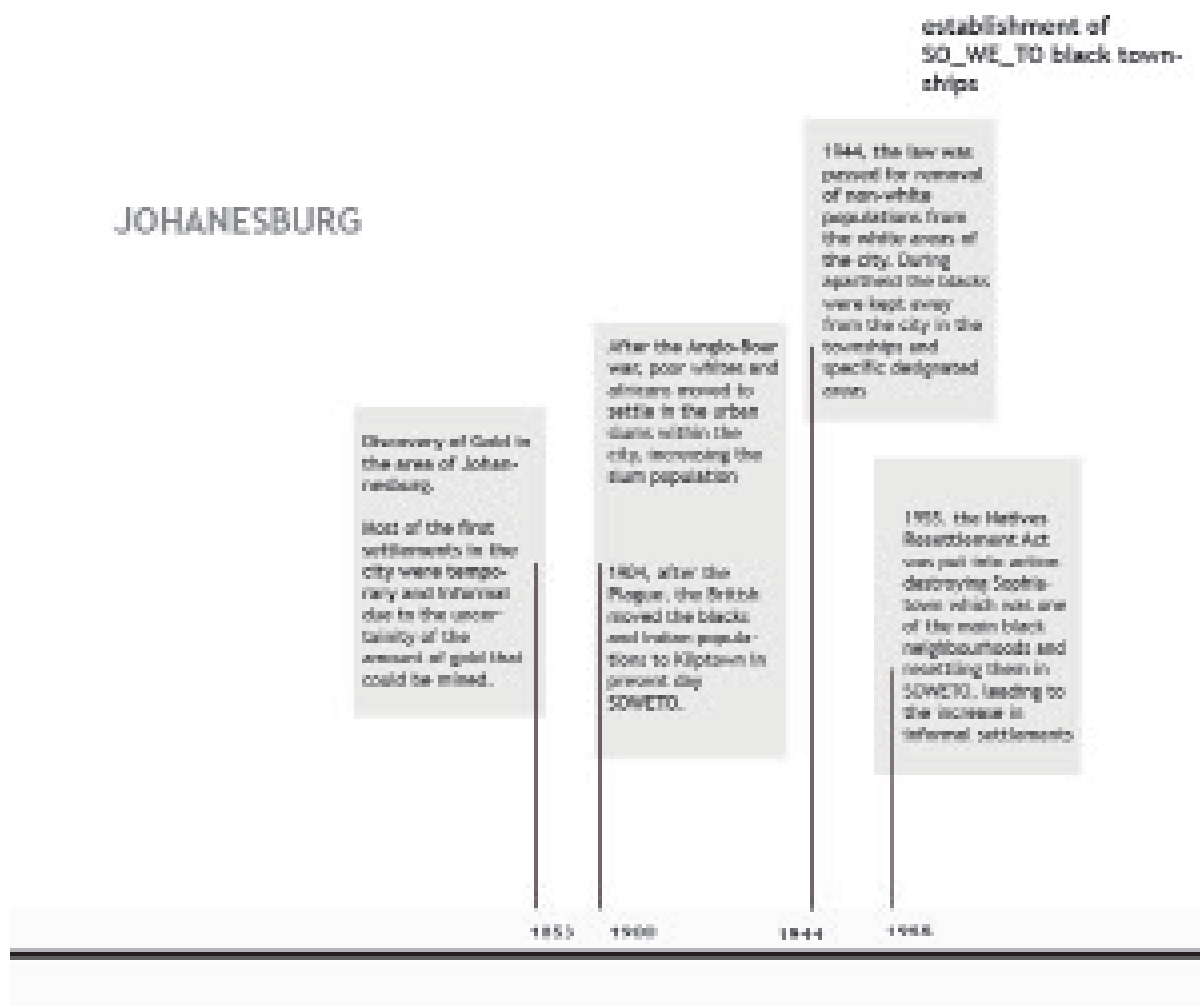 establishment of
SO_WE_TO black town-
ships
JOHANESBURG
1944, the law was
passed for removal
of non-white
populations from
the white areas of
the city. During
apartheid the blacks
were kept away
from the city in the
townships and
specific designated
areas
After the Anglo-Boer
war, poor whites and
africans moved to
settle in the urban
slums within the
city, increasing the
slum population
Discovery of Gold in
the area of Johan-
nesburg.
Most of the first
settlements in the
city were tempo-
rary and informal
due to the uncer-
tainity of the
amount of gold that
could be mined.
1904, after the
Plague, the British
moved the blacks
and Indian popula-
tions to Kliptown in
present day
SOWETO.
1955, the Natives
Resettlement Act
was put into action
destroying Sophia-
town which was one
of the main black
neighbourhoods and
resettling them in
SOWETO, leading to
the increase in
informal settlements
1853 1900 1944